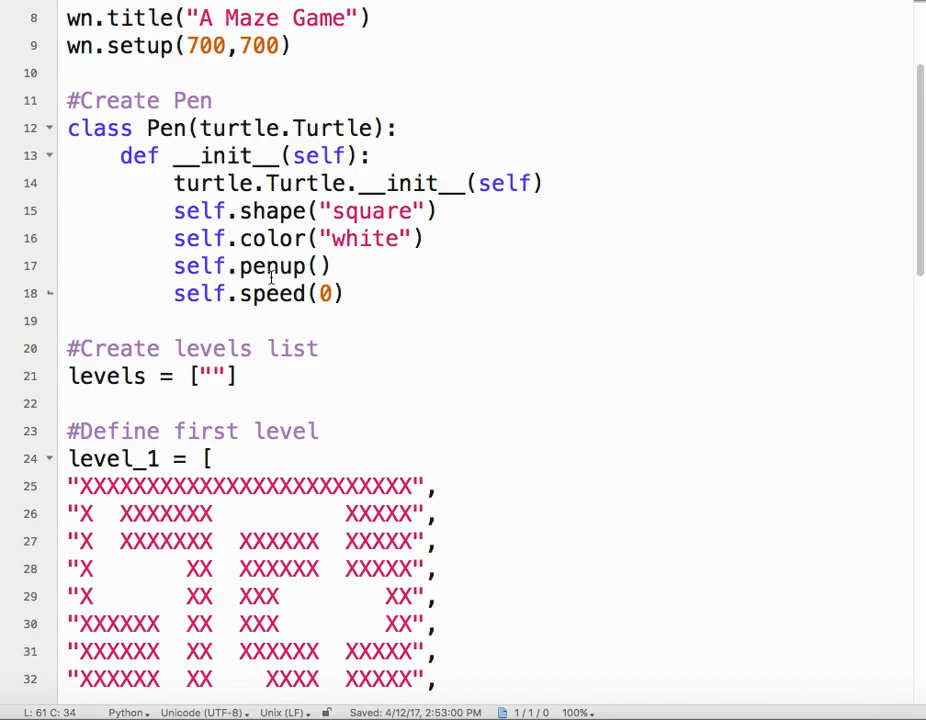 8 wn.title("A Maze Game")
9 wn.setup(700,700)
10
11 #Create Pen
12 class Pen(turtle.Turtle):
13     def __init__(self):
14         turtle.Turtle.__init__(self)
15         self.shape("square")
16         self.color("white")
17         self.penup()
18         self.speed(0)
19
20 #Create levels list
21 levels = [""]
22
23 #Define first level
24 level_1 = [
25 "XXXXXXXXXXXXXXXXXXXXXXXXX",
26 "X  XXXXXXX          XXXXX",
27 "X  XXXXXXX  XXXXXX  XXXXX",
28 "X       XX  XXXXXX  XXXXX",
29 "X       XX  XXX        XX",
30 "XXXXXX  XX  XXX        XX",
31 "XXXXXX  XX  XXXXXX  XXXXX",
32 "XXXXXX  XX    XXXX  XXXXX",
L: 61 C: 34 Python Unicode (UTF-8) Unix (LF) Saved: 4/12/17, 2:53:00 PM 1 / 1 / 0 100%